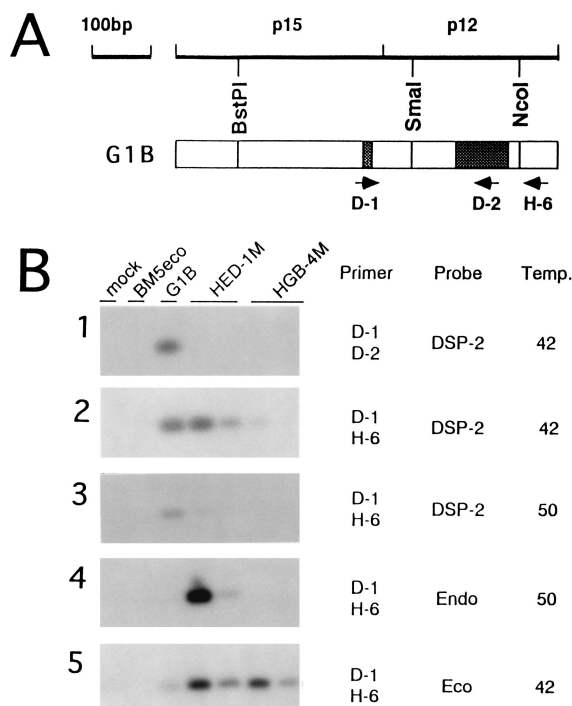 A
100bp
p15
p12
BstPI
SmaI
NcoI
G1B
D-1
D-2
H-6
B
mock
BM5eco
G1B
HED-1M
HGB-4M
Primer
Probe
Temp.
1
D-1
D-2
DSP-2
42
2
D-1
H-6
DSP-2
42
3
D-1
H-6
DSP-2
50
4
D-1
H-6
Endo
50
5
D-1
H-6
Eco
42